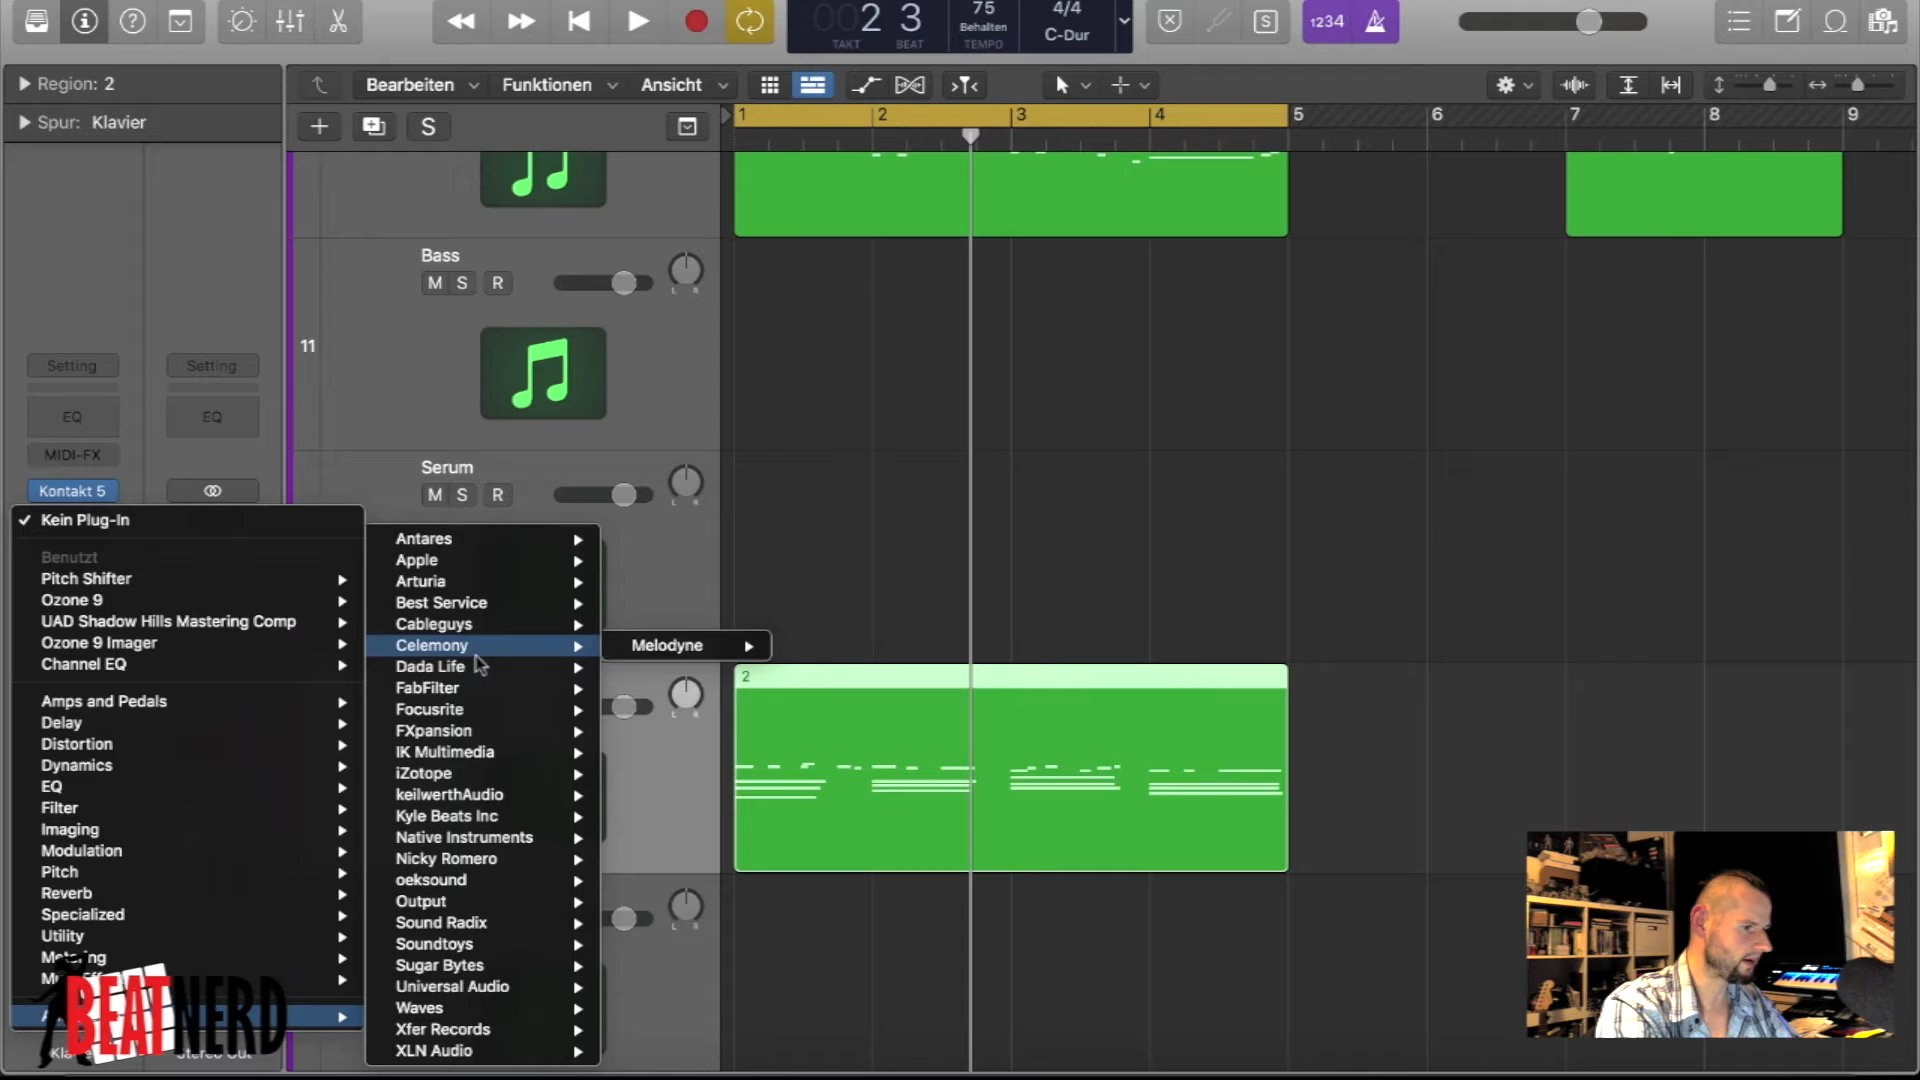 2 3
75
4/4
Behalten
C-Dur
TAKT
BEAT
TEMPO
S
1234
Region: 2
Bearbeiten
Funktionen
Ansicht
Spur: Klavier
S
1
2
3
4
5
6
7
8
9
Bass
M S R
L R
11
Setting
Setting
EQ
EQ
MIDI-FX
Kontakt 5
Serum
M S R
L R
Kein Plug-In
Benutzt
Pitch Shifter
Ozone 9
UAD Shadow Hills Mastering Comp
Ozone 9 Imager
Channel EQ
Amps and Pedals
Delay
Distortion
Dynamics
EQ
Filter
Imaging
Modulation
Pitch
Reverb
Specialized
Utility
Metering
BEATNERD
Stereo Out
Antares
Apple
Arturia
Best Service
Cableguys
Celemony
Dada Life
FabFilter
Focusrite
FXpansion
IK Multimedia
iZotope
keilwerthAudio
Kyle Beats Inc
Native Instruments
Nicky Romero
oeksound
Output
Sound Radix
Soundtoys
Sugar Bytes
Universal Audio
Waves
Xfer Records
XLN Audio
Melodyne
2
L R
L R